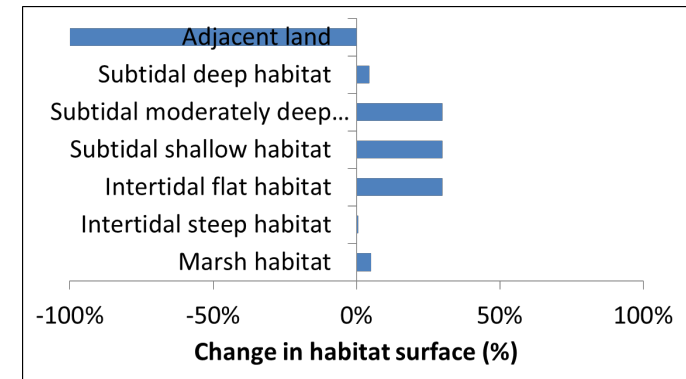 Adjacent land
Subtidal deep habitat
Subtidal moderately deep...
Subtidal shallow habitat
Intertidal flat habitat
Intertidal steep habitat
Marsh habitat
-100% -50% 0% 50% 100%
Change in habitat surface (%)